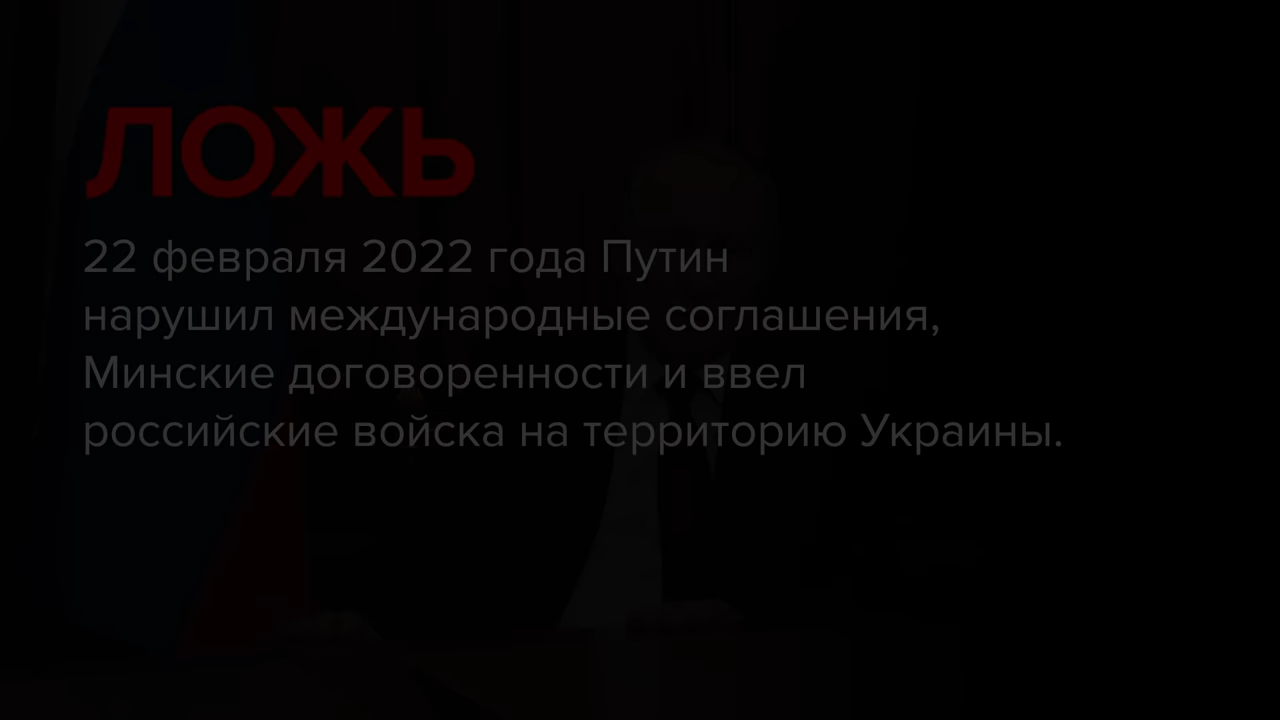 ЛОЖЬ
22 февраля 2022 года Путин
нарушил международные соглашения,
Минские договоренности и ввел
российские войска на территорию Украины.